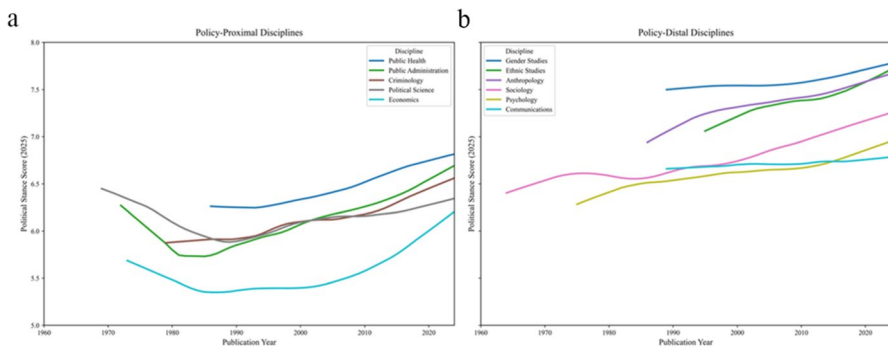 a
Policy-Proximal Disciplines
8.0
7.5
7.0
6.5
6.0
5.5
5.0
Political Stance Score (2025)
Discipline
Public Health
Public Administration
Criminology
Political Science
Economics
1960
1970
1980
1990
2000
2010
2020
Publication Year
b
Policy-Distal Disciplines
Political Stance Score (2025)
Discipline
Gender Studies
Ethnic Studies
Anthropology
Sociology
Psychology
Communications
1960
1970
1980
1990
2000
2010
2020
Publication Year